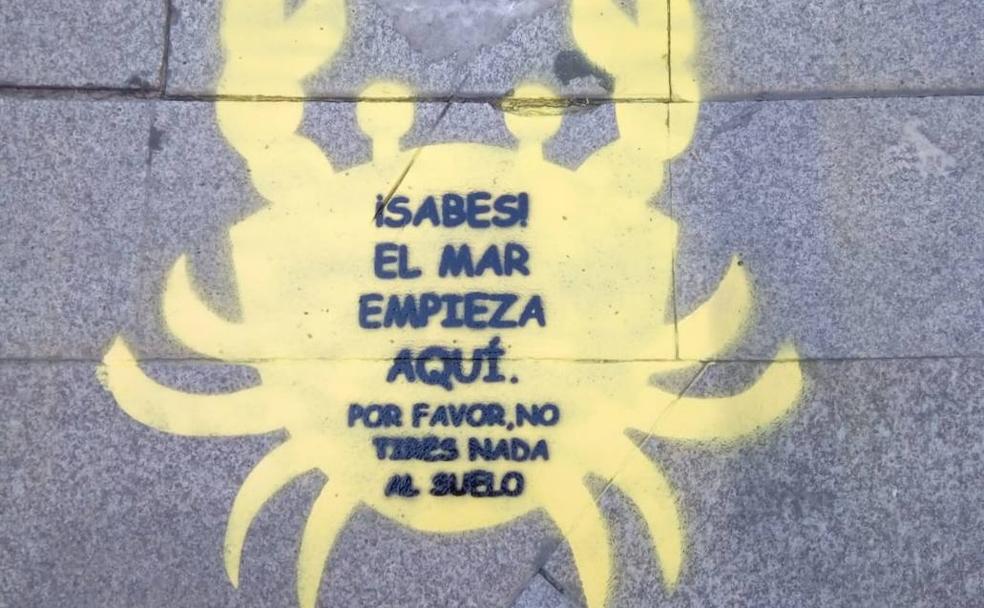 ¡SABES!
EL MAR
EMPIEZA
AQUÍ.
POR FAVOR,NO
TIRES NADA
AL SUELO